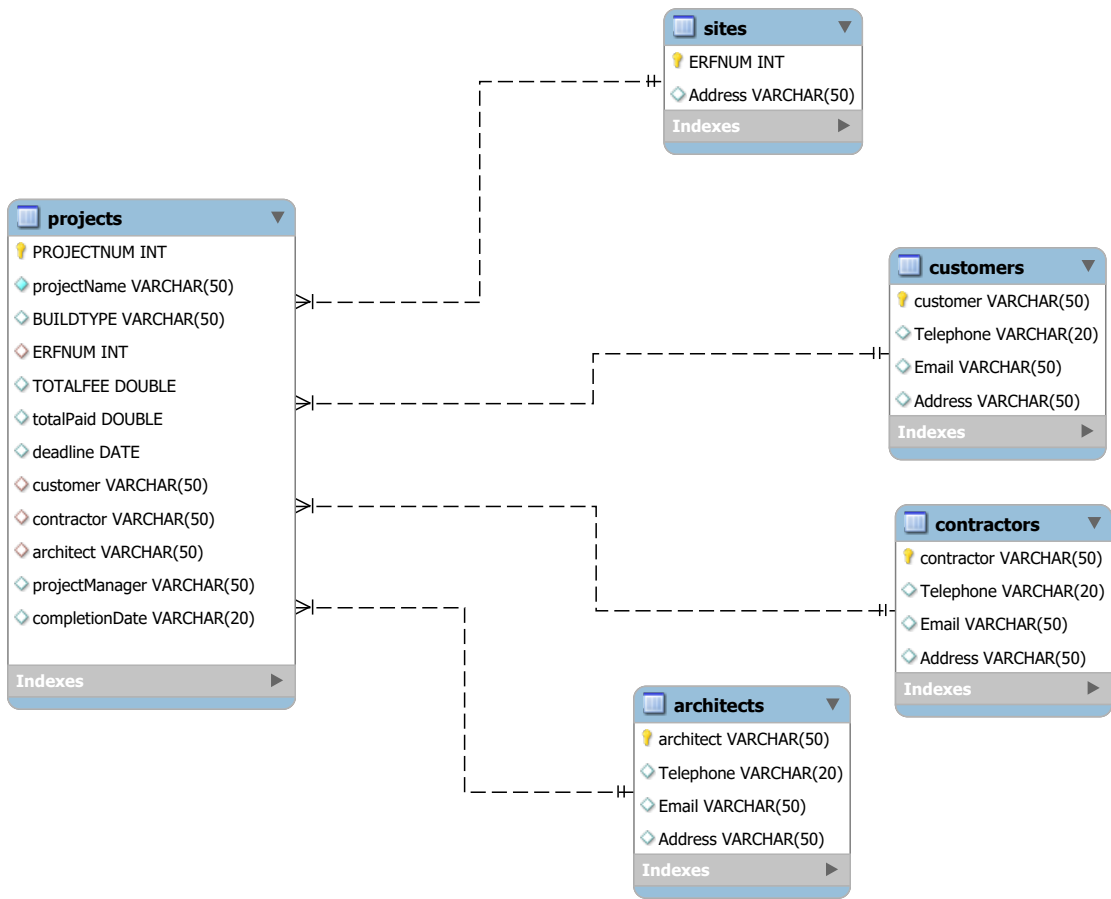 sites
ERFNUM INT
Address VARCHAR(50)
Indexes
projects
PROJECTNUM INT
projectName VARCHAR(50)
BUILDTYPE VARCHAR(50)
ERFNUM INT
TOTALFEE DOUBLE
totalPaid DOUBLE
deadline DATE
customer VARCHAR(50)
contractor VARCHAR(50)
architect VARCHAR(50)
projectManager VARCHAR(50)
completionDate VARCHAR(20)
Indexes
customers
customer VARCHAR(50)
Telephone VARCHAR(20)
Email VARCHAR(50)
Address VARCHAR(50)
Indexes
contractors
contractor VARCHAR(50)
Telephone VARCHAR(20)
Email VARCHAR(50)
Address VARCHAR(50)
Indexes
architects
architect VARCHAR(50)
Telephone VARCHAR(20)
Email VARCHAR(50)
Address VARCHAR(50)
Indexes